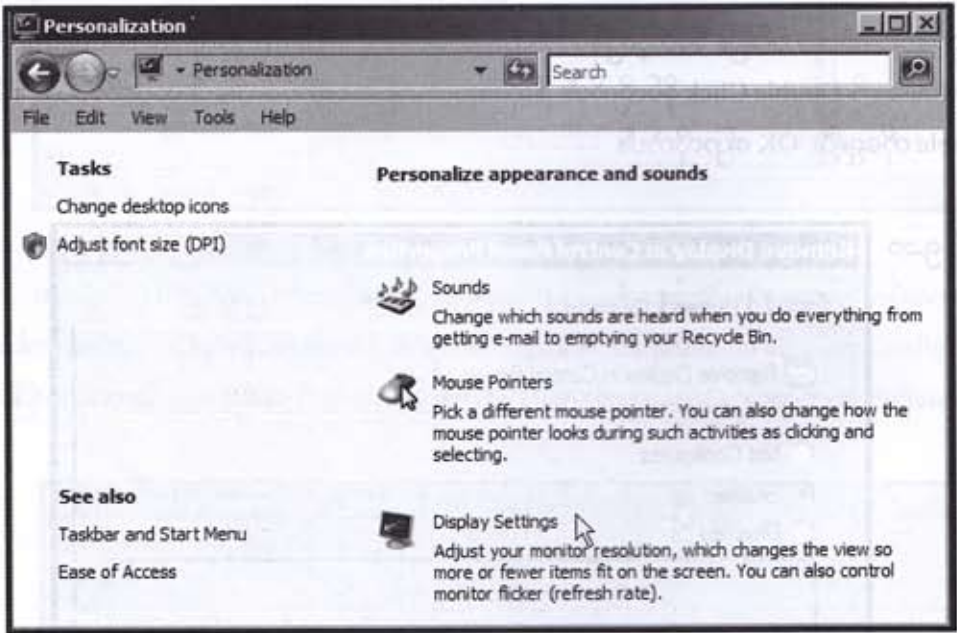 Personalization
Personalization
Search
File Edit View Tools Help
Tasks
Change desktop icons
Adjust font size (DPI)
Personalize appearance and sounds
Sounds
Change which sounds are heard when you do everything from
getting e-mail to emptying your Recycle Bin.
Mouse Pointers
Pick a different mouse pointer. You can also change how the
mouse pointer looks during such activities as clicking and
selecting.
See also
Taskbar and Start Menu
Ease of Access
Display Settings
Adjust your monitor resolution, which changes the view so
more or fewer items fit on the screen. You can also control
monitor flicker (refresh rate).